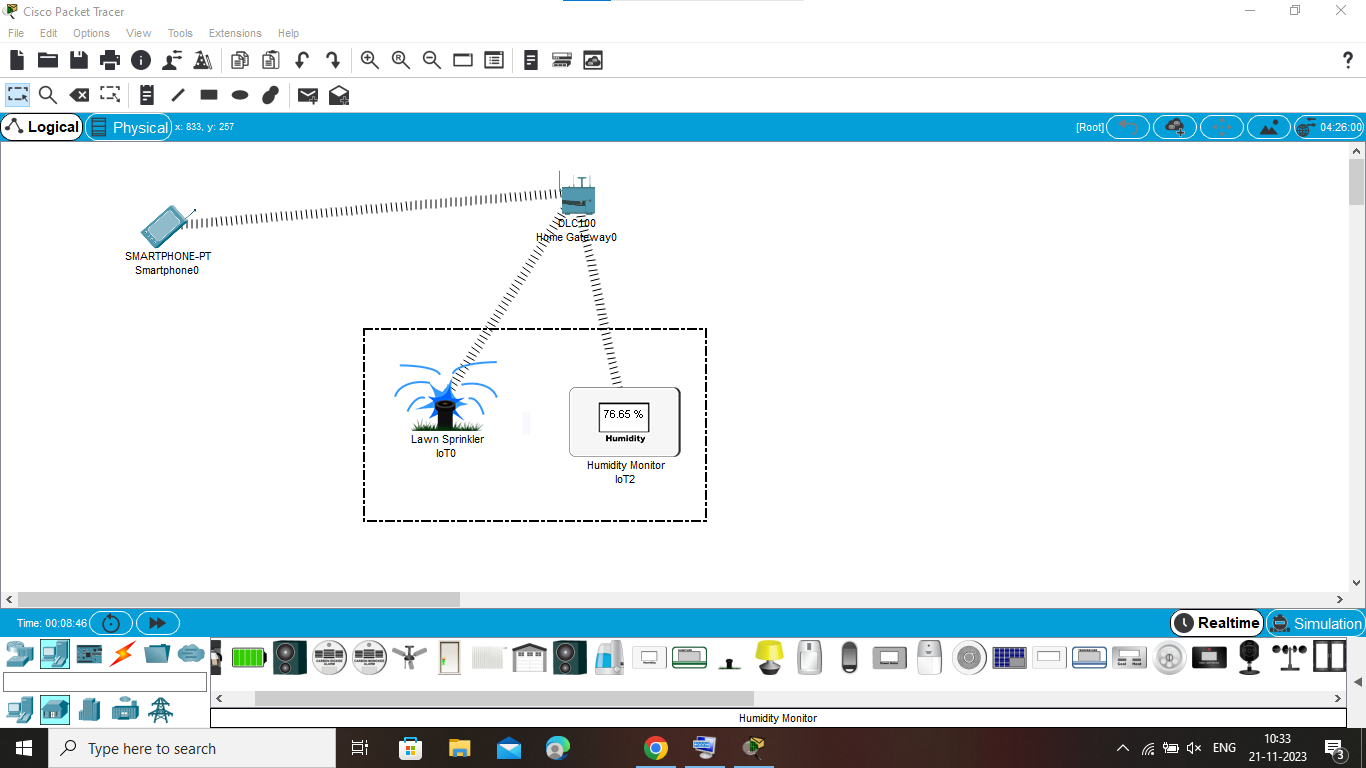 Cisco Packet Tracer
File Edit Options View Tools Extensions Help
Logical
Physical
x: 833, y: 257
[Root]
04:26:00
SMARTPHONE-PT
Smartphone0
DLC100
Home Gateway0
Lawn Sprinkler
IoT0
76.65 %
Humidity
Humidity Monitor
IoT2
Time: 00:08:46
Realtime
Simulation
Humidity Monitor
Type here to search
ENG
10:33
21-11-2023
3